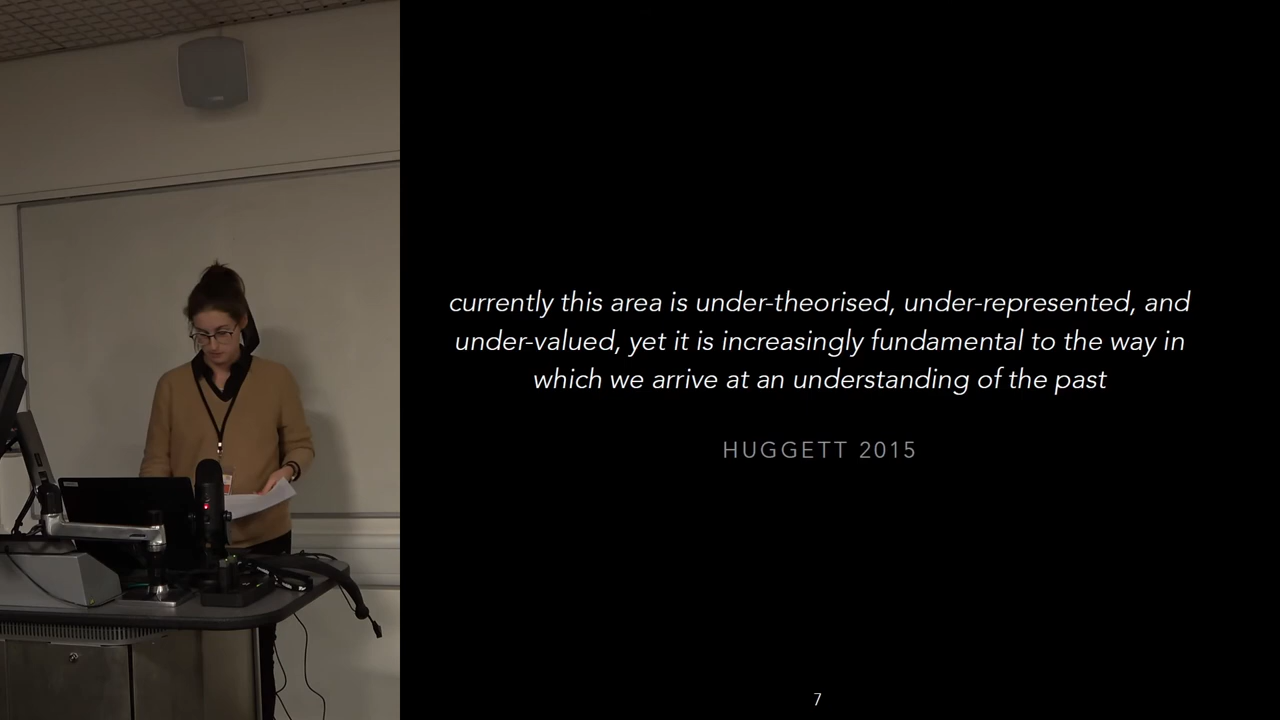 currently this area is under-theorised, under-represented, and
under-valued, yet it is increasingly fundamental to the way in
which we arrive at an understanding of the past
HUGGETT 2015
7